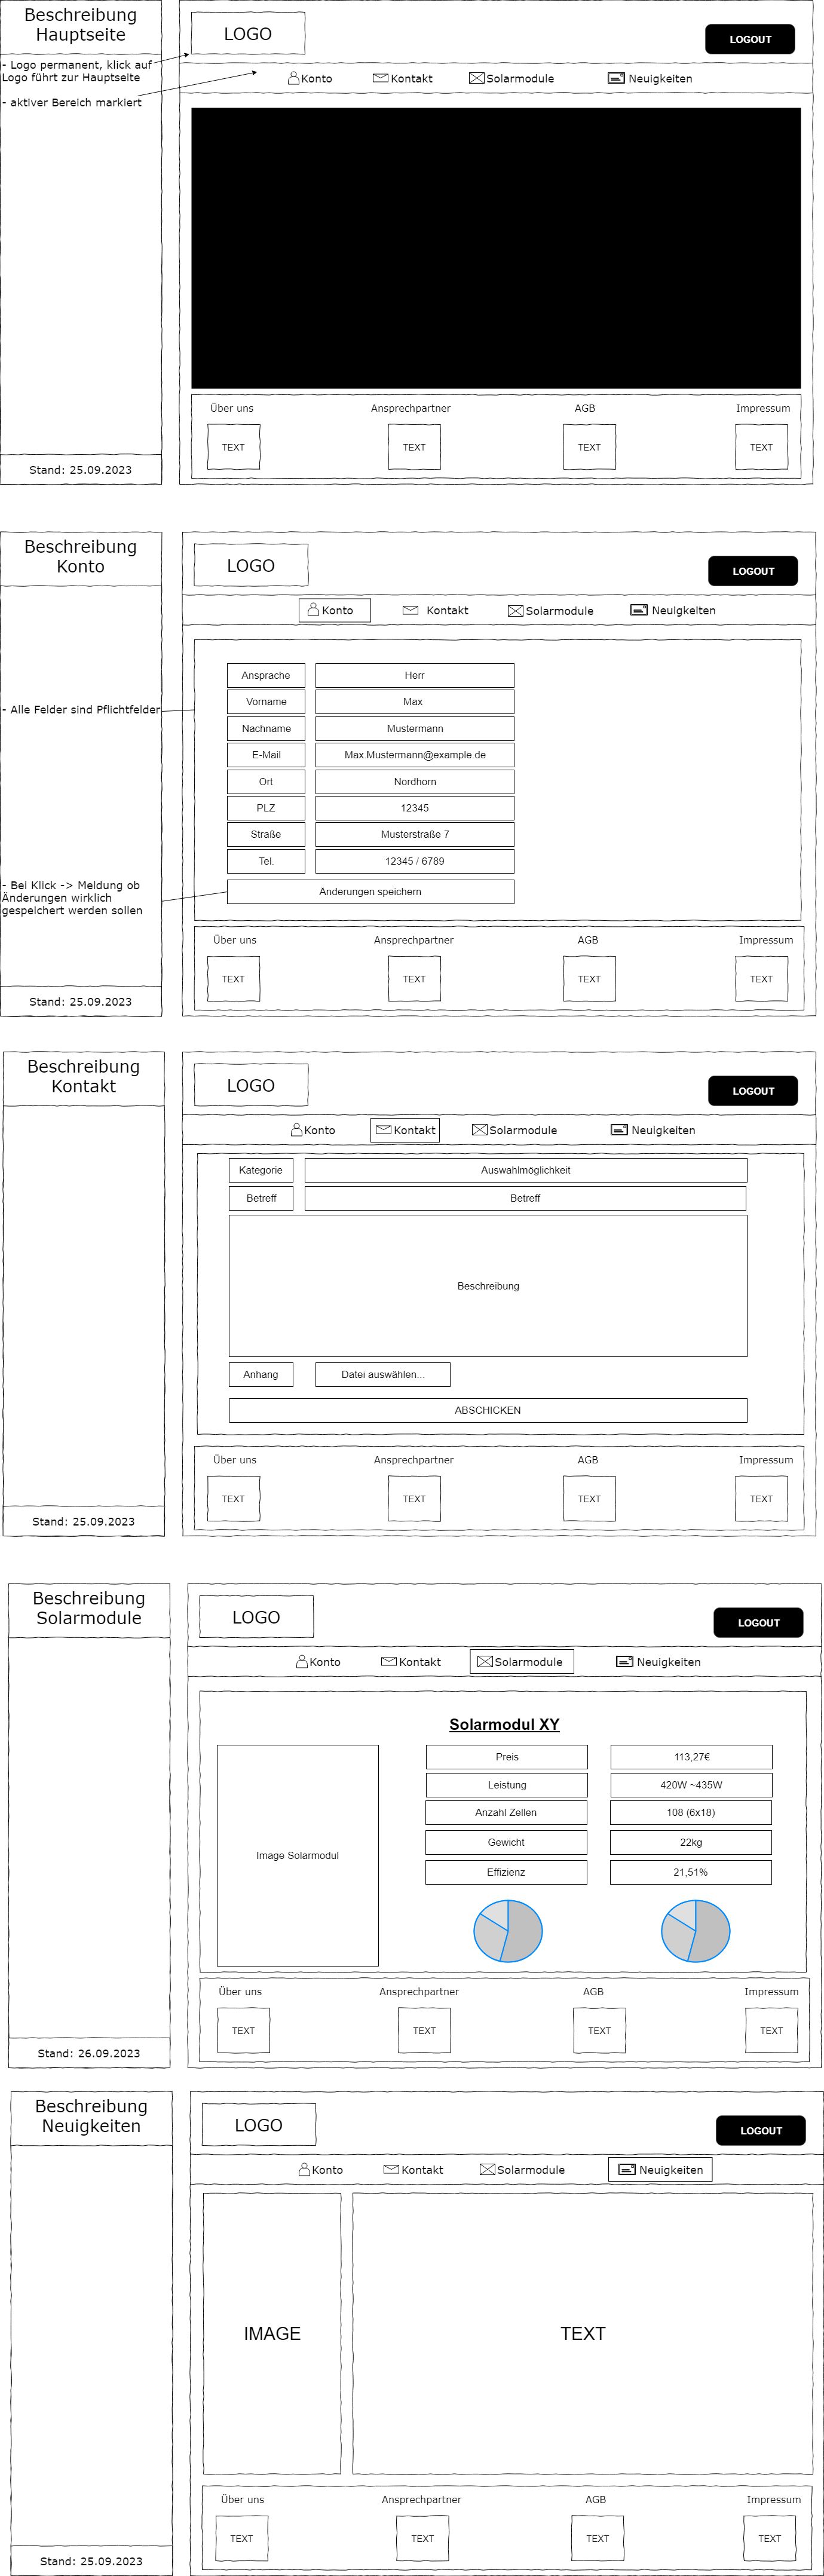 Beschreibung
Hauptseite
- Logo permanent, klick auf
Logo führt zur Hauptseite
- aktiver Bereich markiert
Stand: 25.09.2023
LOGO
LOGOUT
Konto
Kontakt
Solarmodule
Neuigkeiten
Über uns
Ansprechpartner
AGB
Impressum
TEXT
TEXT
TEXT
TEXT
Beschreibung
Konto
- Alle Felder sind Pflichtfelder
- Bei Klick -> Meldung ob
Änderungen wirklich
gespeichert werden sollen
Stand: 25.09.2023
LOGO
LOGOUT
Konto
Kontakt
Solarmodule
Neuigkeiten
Ansprache
Herr
Vorname
Max
Nachname
Mustermann
E-Mail
Max.Mustermann@example.de
Ort
Nordhorn
PLZ
12345
Straße
Musterstraße 7
Tel.
12345 / 6789
Änderungen speichern
Über uns
Ansprechpartner
AGB
Impressum
TEXT
TEXT
TEXT
TEXT
Beschreibung
Kontakt
Stand: 25.09.2023
LOGO
LOGOUT
Konto
Kontakt
Solarmodule
Neuigkeiten
Kategorie
Auswahlmöglichkeit
Betreff
Betreff
Beschreibung
Anhang
Datei auswählen...
ABSCHICKEN
Über uns
Ansprechpartner
AGB
Impressum
TEXT
TEXT
TEXT
TEXT
Beschreibung
Solarmodule
Stand: 26.09.2023
LOGO
LOGOUT
Konto
Kontakt
Solarmodule
Neuigkeiten
Solarmodul XY
Image Solarmodul
Preis
113,27€
Leistung
420W ~435W
Anzahl Zellen
108 (6x18)
Gewicht
22kg
Effizienz
21,51%
Über uns
Ansprechpartner
AGB
Impressum
TEXT
TEXT
TEXT
TEXT
Beschreibung
Neuigkeiten
Stand: 25.09.2023
LOGO
LOGOUT
Konto
Kontakt
Solarmodule
Neuigkeiten
IMAGE
TEXT
Über uns
Ansprechpartner
AGB
Impressum
TEXT
TEXT
TEXT
TEXT